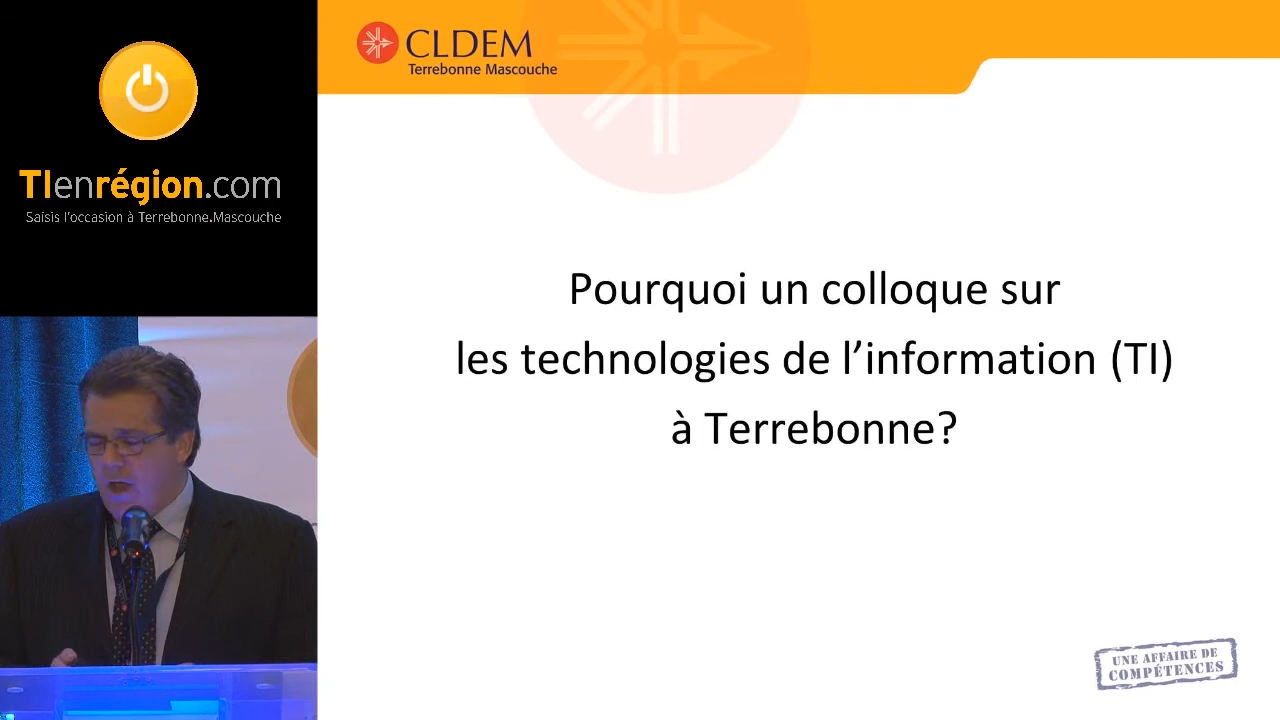 TIenrégion.com
Saisis l'occasion à Terrebonne.Mascouche
CLDEM
Terrebonne Mascouche
Pourquoi un colloque sur
les technologies de l’information (TI)
à Terrebonne?
UNE AFFAIRE DE
COMPÉTENCES